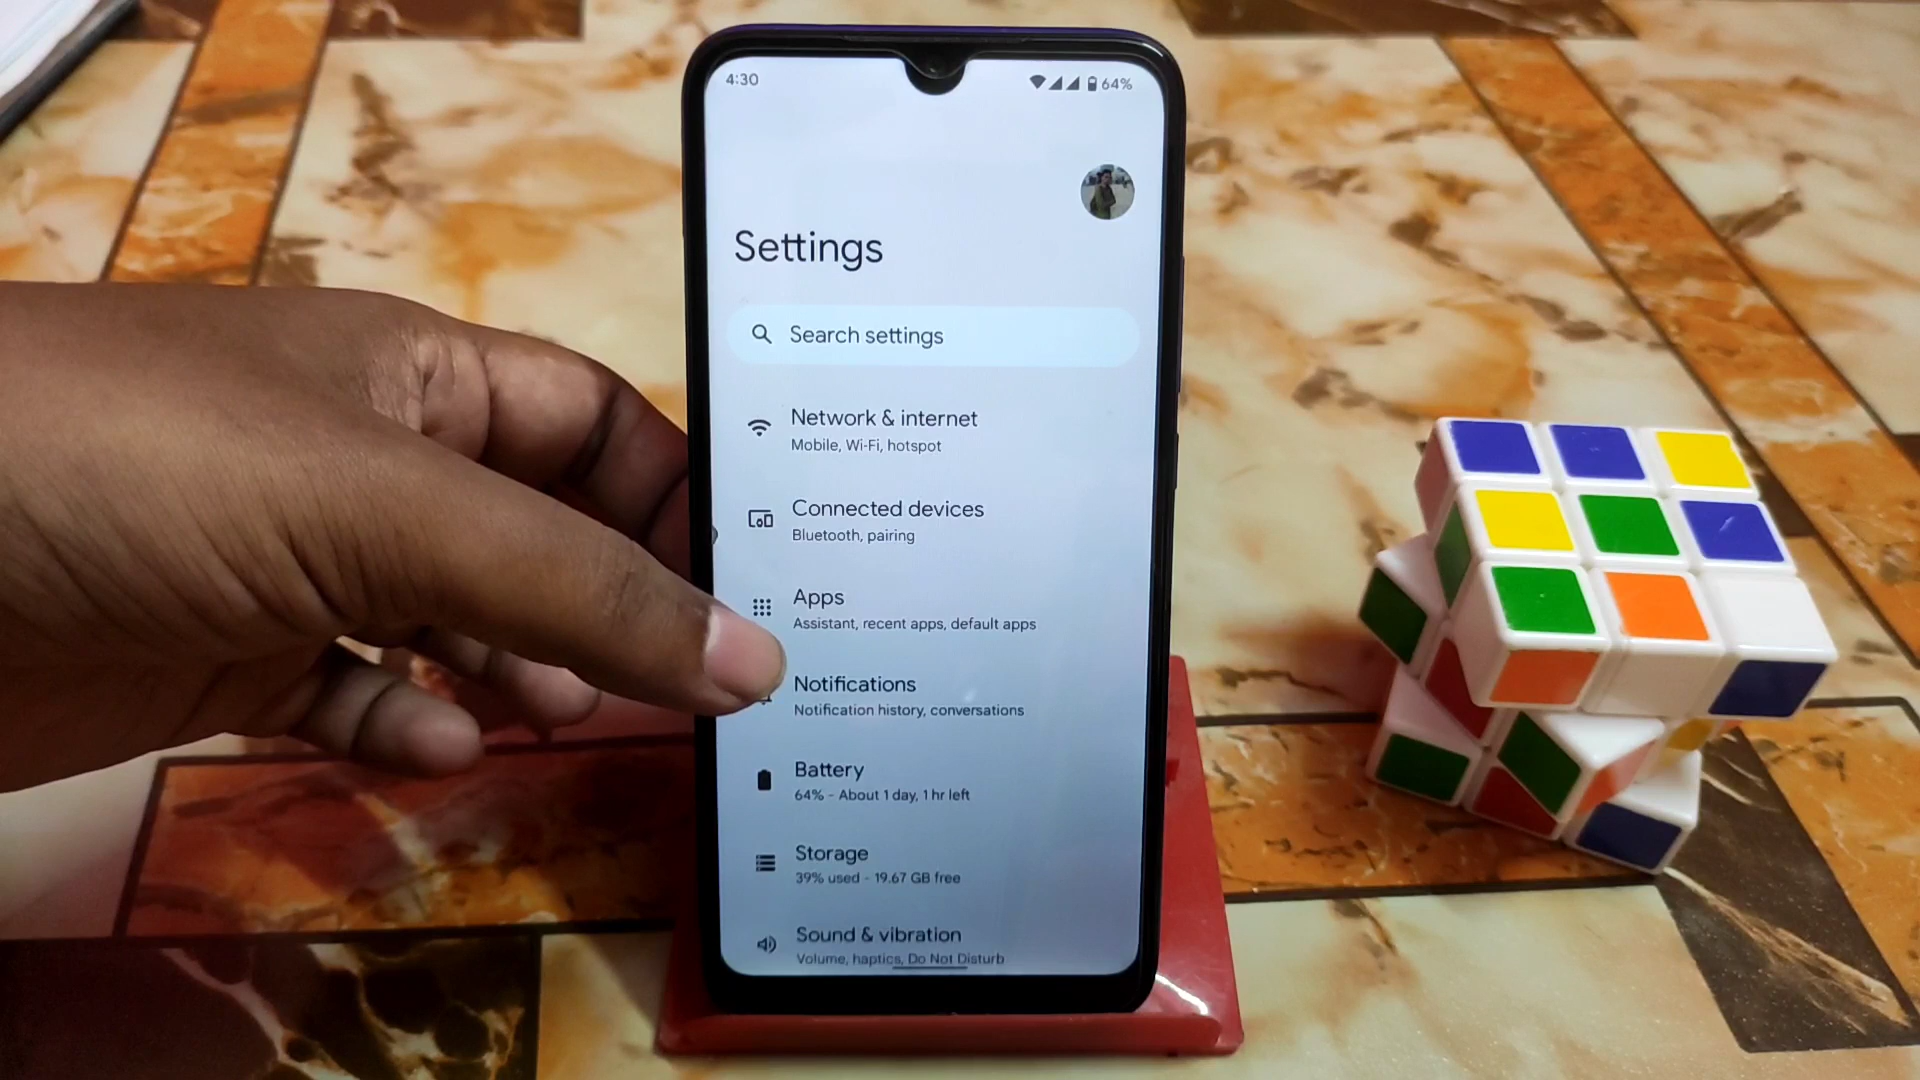 4:30
64%
Settings
Search settings
Network & internet
Mobile, Wi-Fi, hotspot
Connected devices
Bluetooth, pairing
Apps
Assistant, recent apps, default apps
Notifications
Notification history, conversations
Battery
64% - About 1 day, 1 hr left
Storage
39% used - 19.67 GB free
Sound & vibration
Volume, haptics, Do Not Disturb